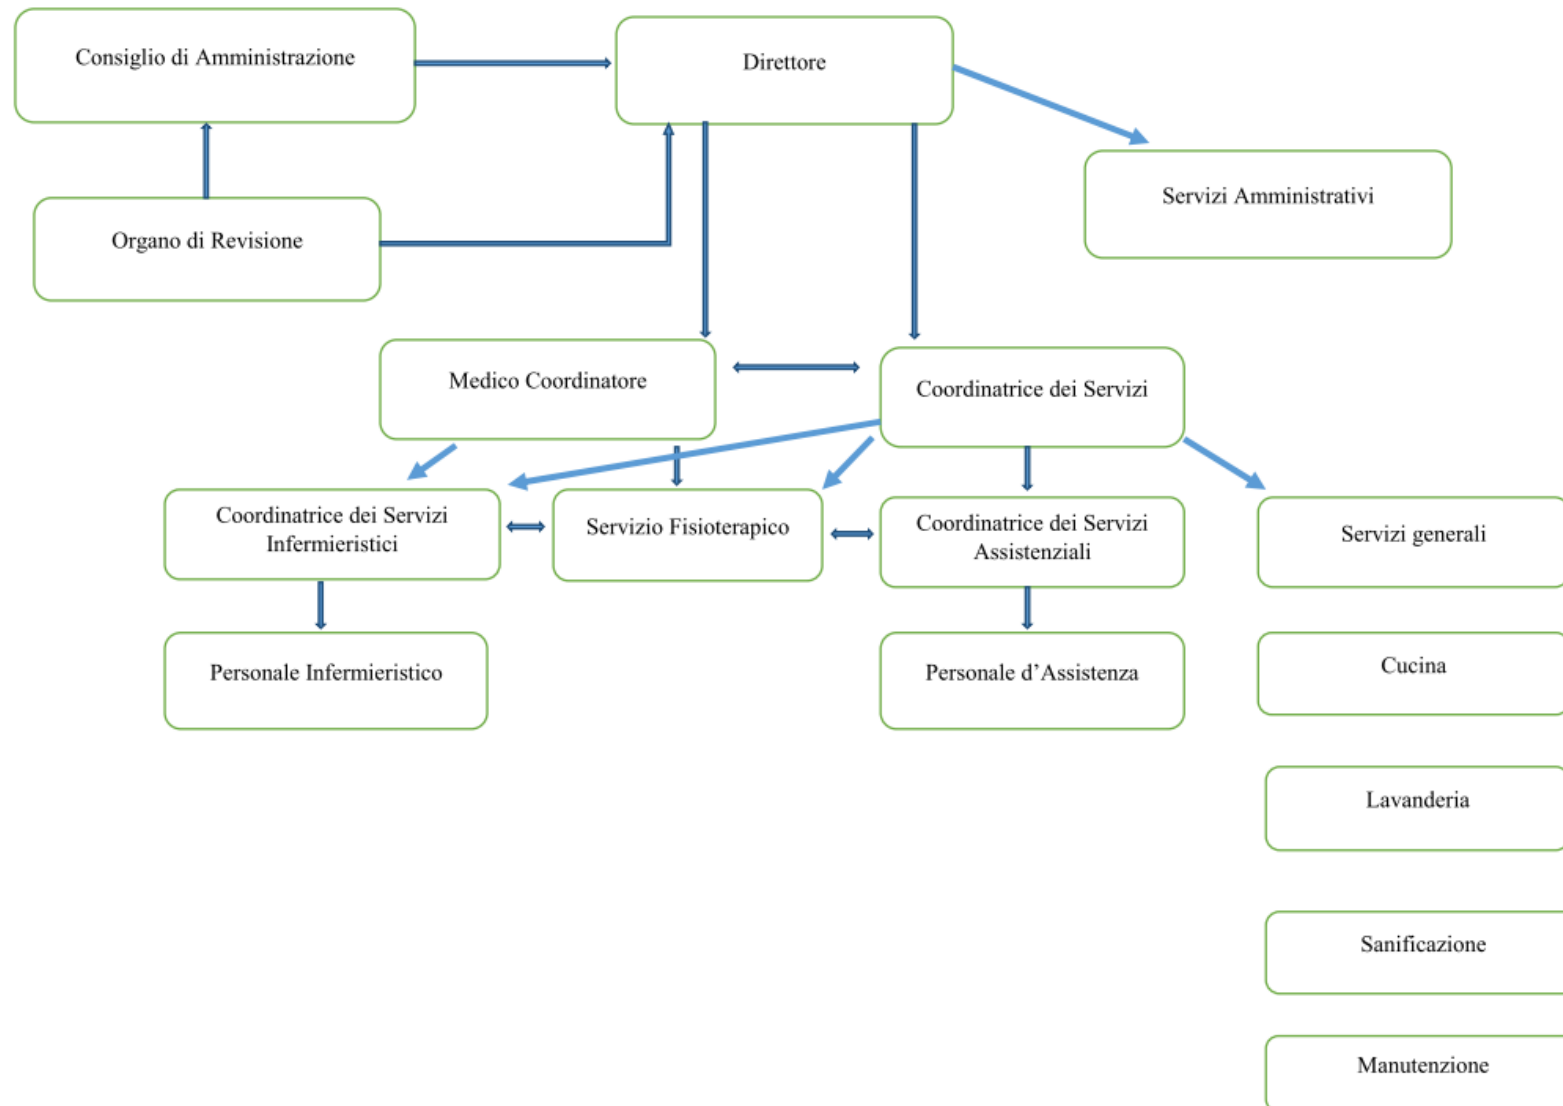 Consiglio di Amministrazione
Direttore
Servizi Amministrativi
Organo di Revisione
Medico Coordinatore
Coordinatrice dei Servizi
Coordinatrice dei Servizi
Infermieristici
Servizio Fisioterapico
Coordinatrice dei Servizi
Assistenziali
Servizi generali
Personale Infermieristico
Personale d’Assistenza
Cucina
Lavanderia
Sanificazione
Manutenzione